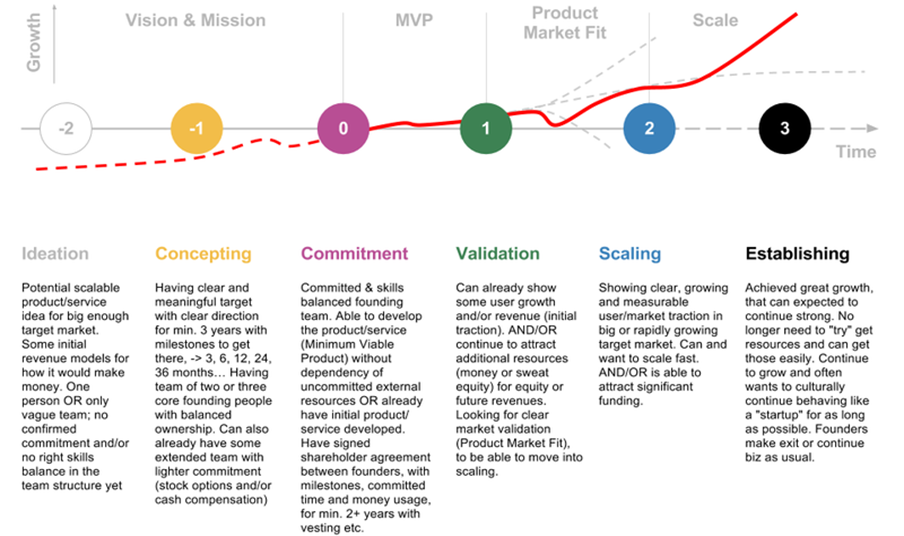 Growth
Vision & Mission
MVP
Product
Market Fit
Scale
-2
-1
0
1
2
3
Time
Ideation
Potential scalable
product/service
idea for big enough
target market.
Some initial
revenue models for
how it would make
money. One
person OR only
vague team; no
confirmed
commitment and/or
no right skills
balance in the
team structure yet
Concepting
Having clear and
meaningful target
with clear direction
for min. 3 years with
milestones to get
there, -> 3, 6, 12, 24,
36 months... Having
team of two or three
core founding people
with balanced
ownership. Can also
already have some
extended team with
lighter commitment
(stock options and/or
cash compensation)
Commitment
Committed & skills
balanced founding
team. Able to develop
the product/service
(Minimum Viable
Product) without
dependency of
uncommitted external
resources OR already
have initial product/
service developed.
Have signed
shareholder agreement
between founders, with
milestones, committed
time and money usage,
for min. 2+ years with
vesting etc.
Validation
Can already show
some user growth
and/or revenue (initial
traction). AND/OR
continue to attract
additional resources
(money or sweat
equity) for equity or
future revenues.
Looking for clear
market validation
(Product Market Fit),
to be able to move into
scaling.
Scaling
Showing clear, growing
and measurable
user/market traction in
big or rapidly growing
target market. Can and
want to scale fast.
AND/OR is able to
attract significant
funding.
Establishing
Achieved great growth,
that can expected to
continue strong. No
longer need to "try" get
resources and can get
those easily. Continue
to grow and often
wants to culturally
continue behaving like
a "startup" for as long
as possible. Founders
make exit or continue
biz as usual.